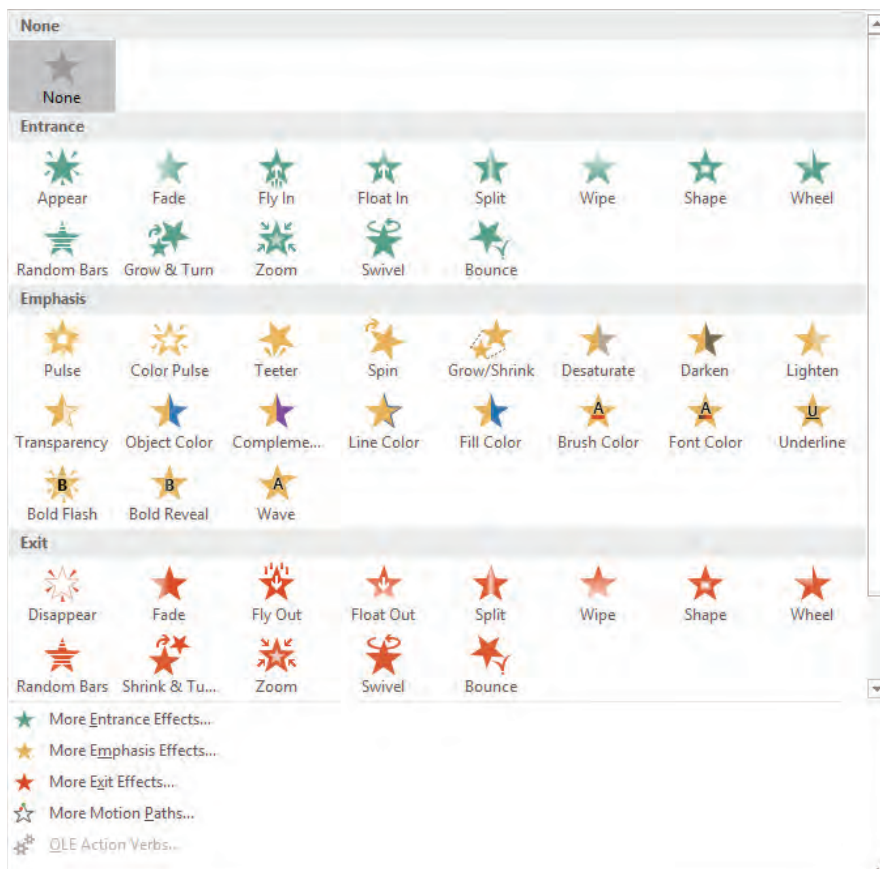 None
None
Entrance
Appear Fade Fly In Float In Split Wipe Shape Wheel
Random Bars Grow & Turn Zoom Swivel Bounce
Emphasis
Pulse Color Pulse Teeter Spin Grow/Shrink Desaturate Darken Lighten
Transparency Object Color Compleme... Line Color Fill Color A Brush Color A Font Color U Underline
B Bold Flash B Bold Reveal A Wave
Exit
Disappear Fade Fly Out Float Out Split Wipe Shape Wheel
Random Bars Shrink & Tu... Zoom Swivel Bounce
More Entrance Effects...
More Emphasis Effects...
More Exit Effects...
More Motion Paths...
OLE Action Verbs...